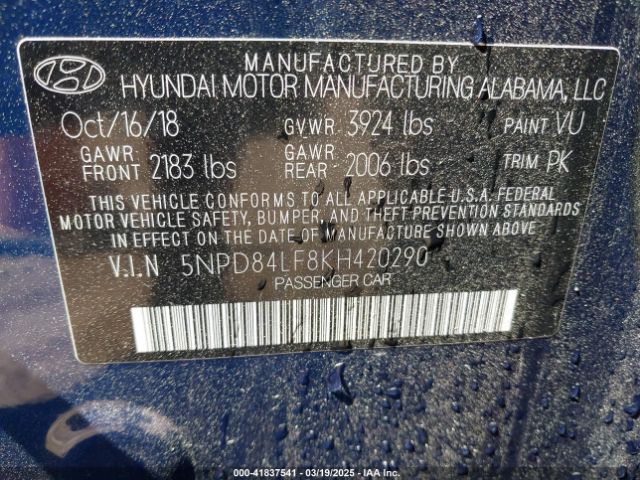 MANUFACTURED BY
HYUNDAI MOTOR MANUFACTURING ALABAMA, LLC
Oct/16/18 GVWR 3924 lbs PAINT VU
GAWR FRONT 2183 lbs GAWR REAR 2006 lbs TRIM PK
THIS VEHICLE CONFORMS TO ALL APPLICABLE U.S.A. FEDERAL
MOTOR VEHICLE SAFETY, BUMPER, AND THEFT PREVENTION STANDARDS
IN EFFECT ON THE DATE OF MANUFACTURE SHOWN ABOVE.
V.I.N 5NPD84LF8KH420290
PASSENGER CAR
000-41837541 - 03/19/2025 - IAA Inc.